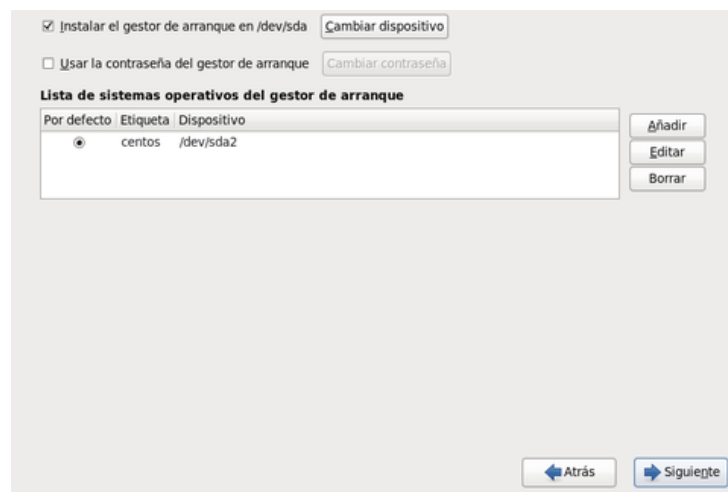 Instalar el gestor de arranque en /dev/sda Cambiar dispositivo
Usar la contraseña del gestor de arranque Cambiar contraseña
Lista de sistemas operativos del gestor de arranque
Por defecto Etiqueta Dispositivo
centos /dev/sda2
Añadir
Editar
Borrar
Atrás Siguiente